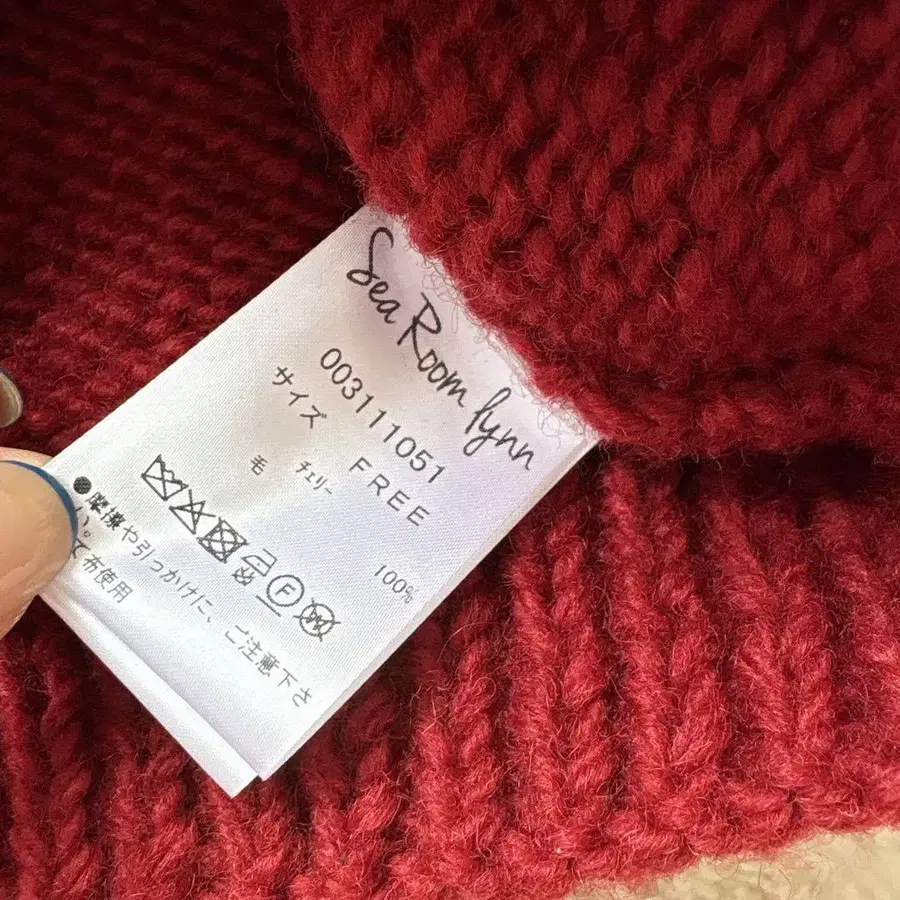 Sea Room lynn
003111051
サイズ FREE
チェリー
毛 100%
F
●摩擦や引っかけに、ご注意下さ
い。
て布使用